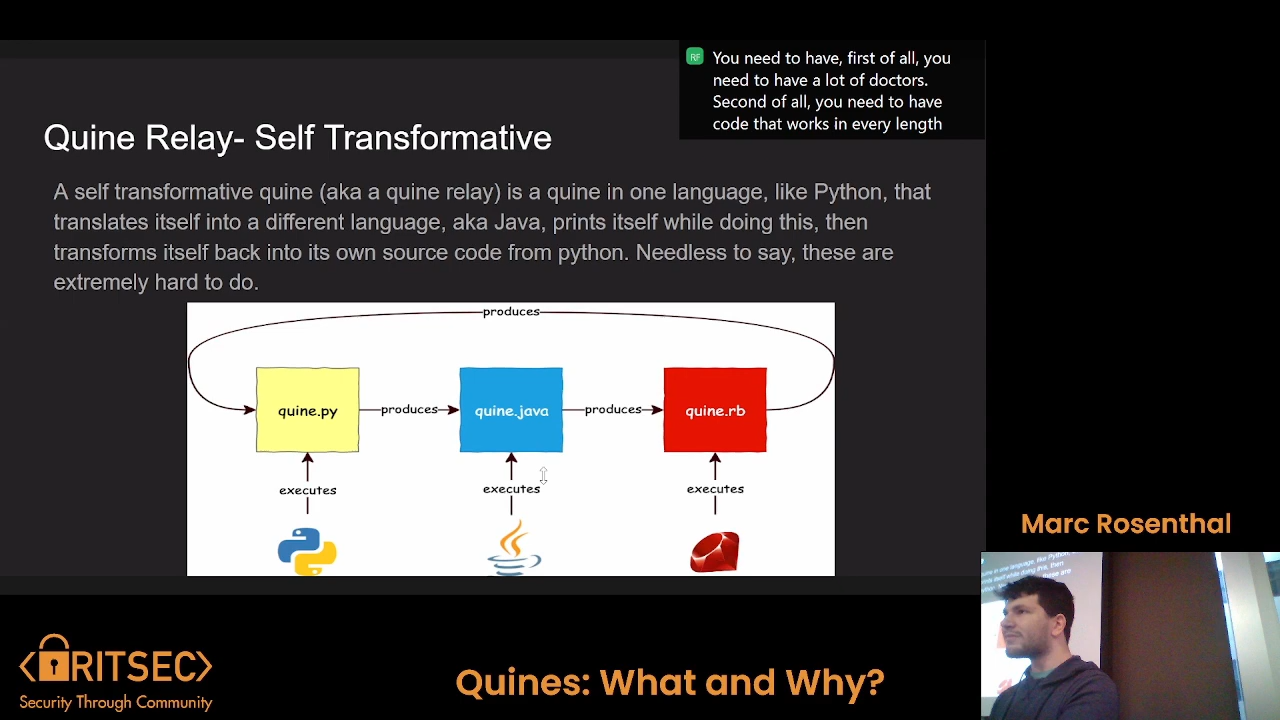 RF
You need to have, first of all, you
need to have a lot of doctors.
Second of all, you need to have
code that works in every length
Quine Relay- Self Transformative
A self transformative quine (aka a quine relay) is a quine in one language, like Python, that
translates itself into a different language, aka Java, prints itself while doing this, then
transforms itself back into its own source code from python. Needless to say, these are
extremely hard to do.
produces
quine.py
produces
quine.java
produces
quine.rb
executes
executes
executes
Marc Rosenthal
<RITSEC>
Security Through Community
Quines: What and Why?